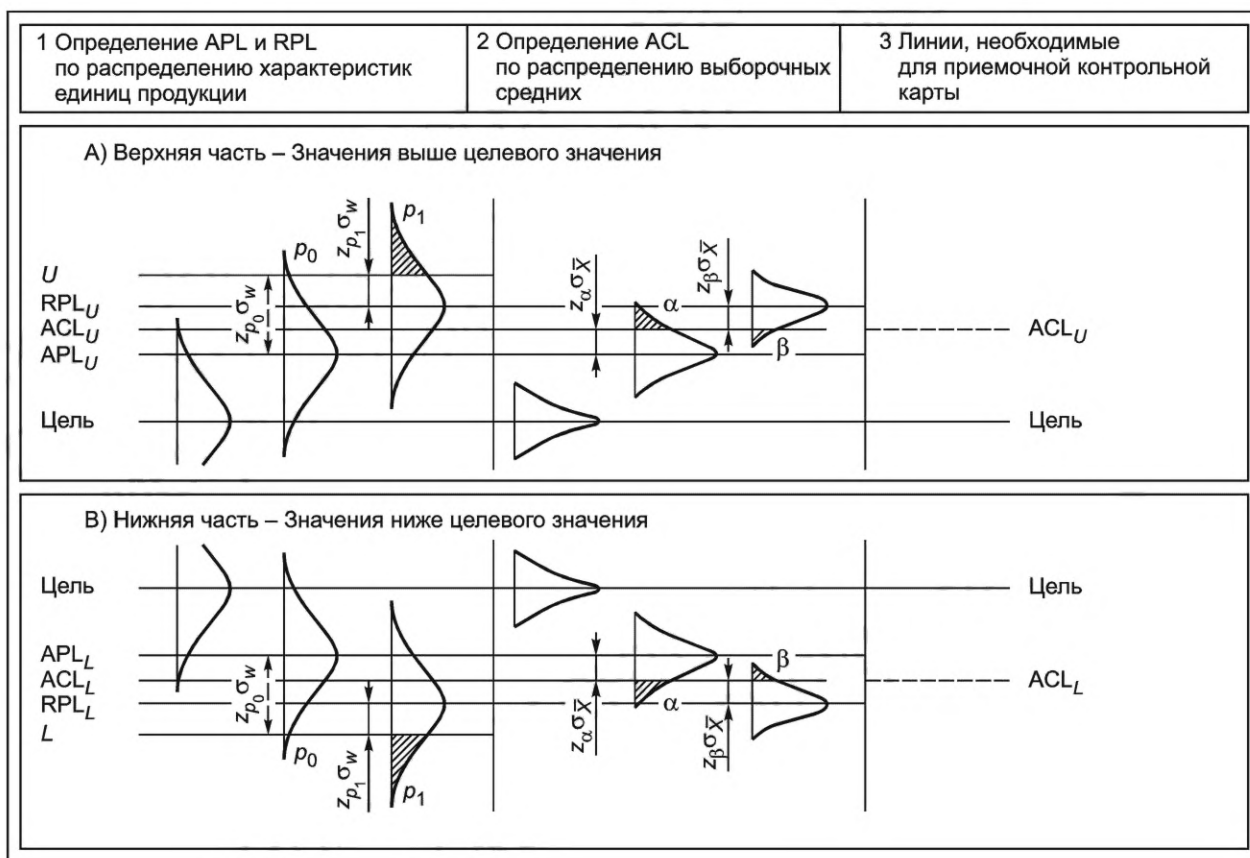 1 Определение APL и RPL
по распределению характеристик
единиц продукции
2 Определение ACL
по распределению выборочных
средних
3 Линии, необходимые
для приемочной контрольной
карты
A) Верхняя часть – Значения выше целевого значения
U
RPL_U
ACL_U
APL_U
Цель
p_0
z_{p_0}σ_w
z_{p_1}σ_w
p_1
z_ασ_X̅
α
z_βσ_X̅
β
ACL_U
Цель
B) Нижняя часть – Значения ниже целевого значения
Цель
APL_L
ACL_L
RPL_L
L
z_{p_0}σ_w
p_0
z_{p_1}σ_w
p_1
z_ασ_X̅
α
z_βσ_X̅
β
Цель
ACL_L